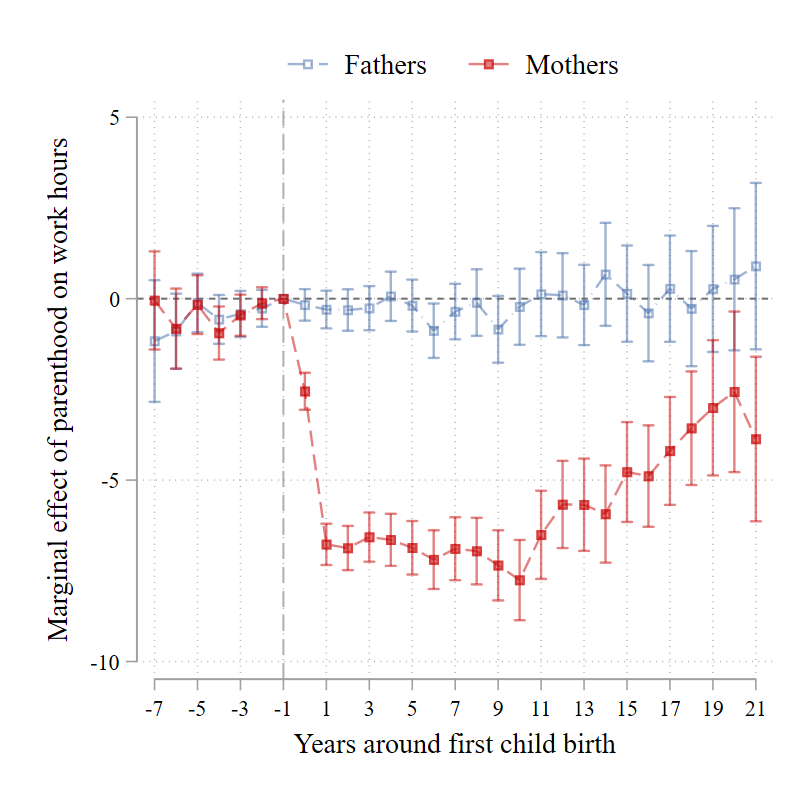 Fathers Mothers
Marginal effect of parenthood on work hours
5
0
-5
-10
-7 -5 -3 -1 1 3 5 7 9 11 13 15 17 19 21
Years around first child birth